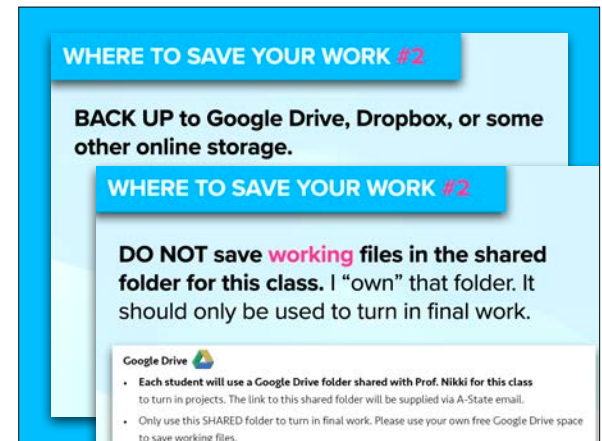 WHERE TO SAVE YOUR WORK #2
BACK UP to Google Drive, Dropbox, or some
other online storage.
WHERE TO SAVE YOUR WORK #2
DO NOT save working files in the shared
folder for this class. I “own” that folder. It
should only be used to turn in final work.
Google Drive
• Each student will use a Google Drive folder shared with Prof. Nikki for this class
to turn in projects. The link to this shared folder will be supplied via A-State email.
• Only use this SHARED folder to turn in final work. Please use your own free Google Drive space
to save working files.